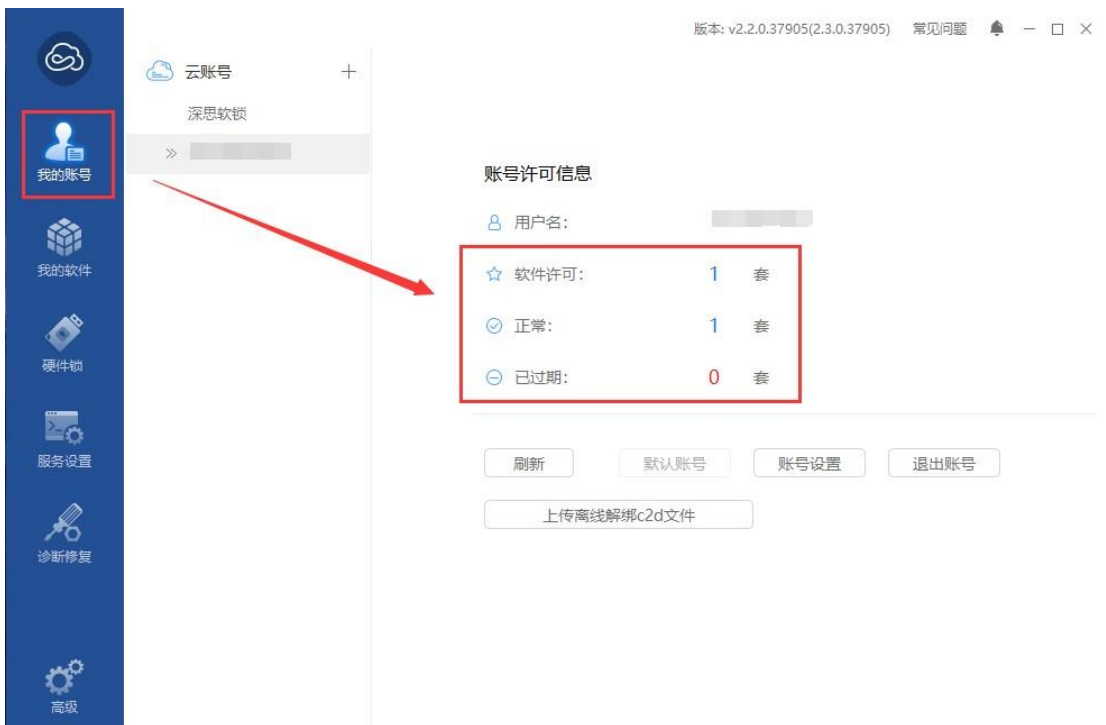 版本: v2.2.0.37905(2.3.0.37905) 常见问题
云账号
深思软锁
我的账号
我的软件
硬件锁
服务设置
诊断修复
高级
账号许可信息
用户名:
软件许可: 1 套
正常: 1 套
已过期: 0 套
刷新 默认账号 账号设置 退出账号
上传离线解绑c2d文件